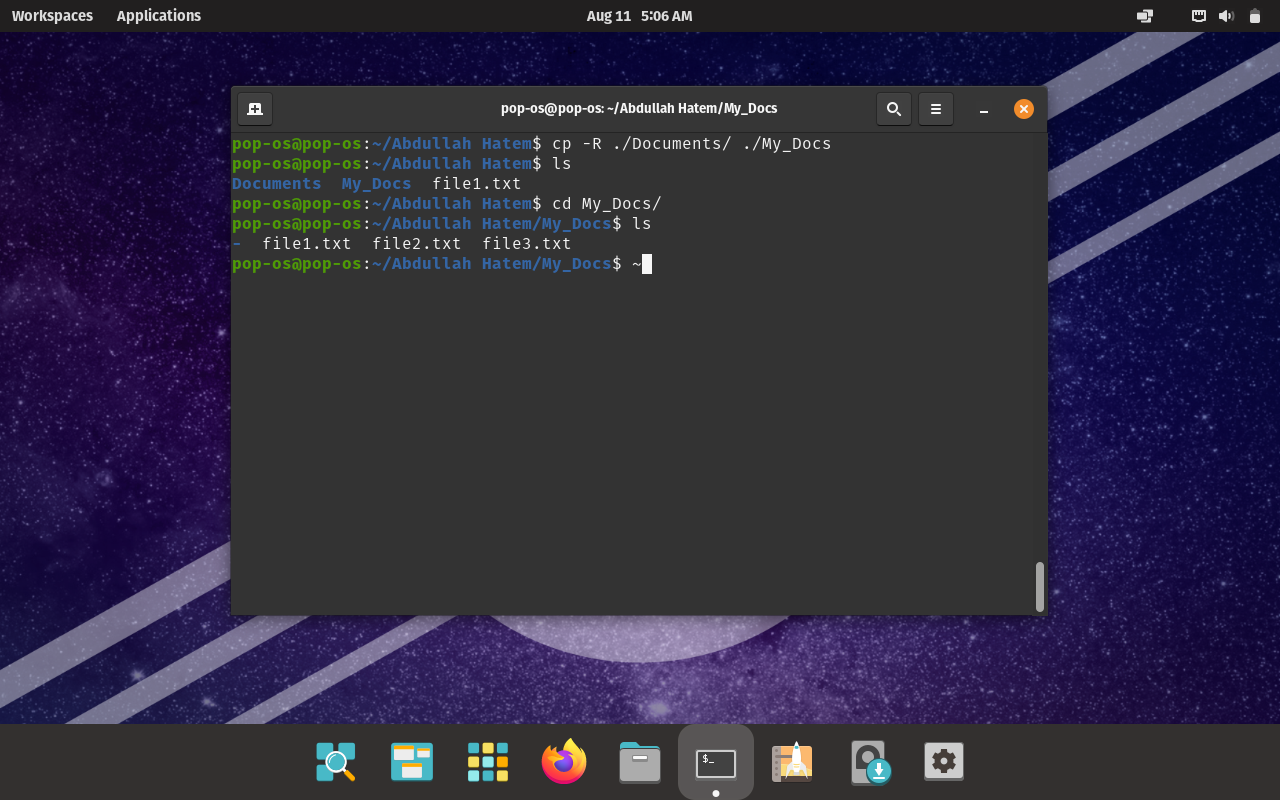 Workspaces Applications Aug 11 5:06 AM
pop-os@pop-os: ~/Abdullah Hatem/My_Docs
pop-os@pop-os:~/Abdullah Hatem$ cp -R ./Documents/ ./My_Docs
pop-os@pop-os:~/Abdullah Hatem$ ls
Documents  My_Docs  file1.txt
pop-os@pop-os:~/Abdullah Hatem$ cd My_Docs/
pop-os@pop-os:~/Abdullah Hatem/My_Docs$ ls
-  file1.txt  file2.txt  file3.txt
pop-os@pop-os:~/Abdullah Hatem/My_Docs$ ~
$_